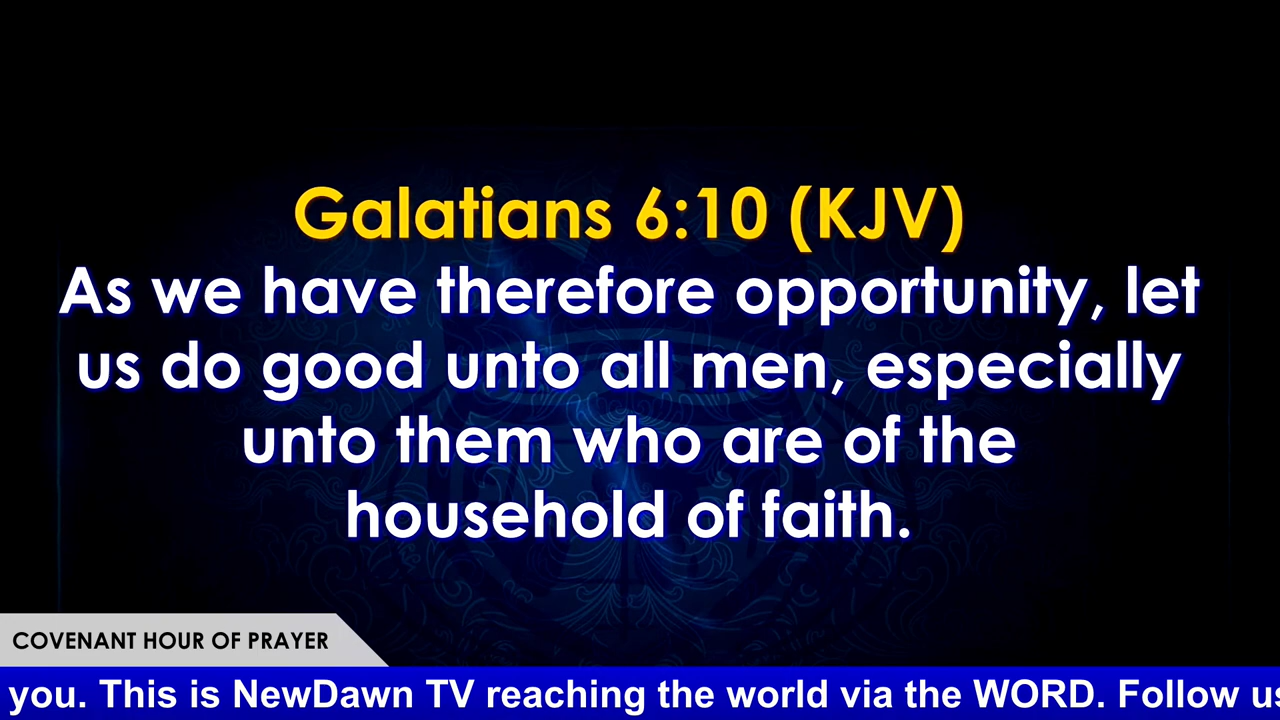 Galatians 6:10 (KJV)
As we have therefore opportunity, let
us do good unto all men, especially
unto them who are of the
household of faith.
COVENANT HOUR OF PRAYER
you. This is NewDawn TV reaching the world via the WORD. Follow us